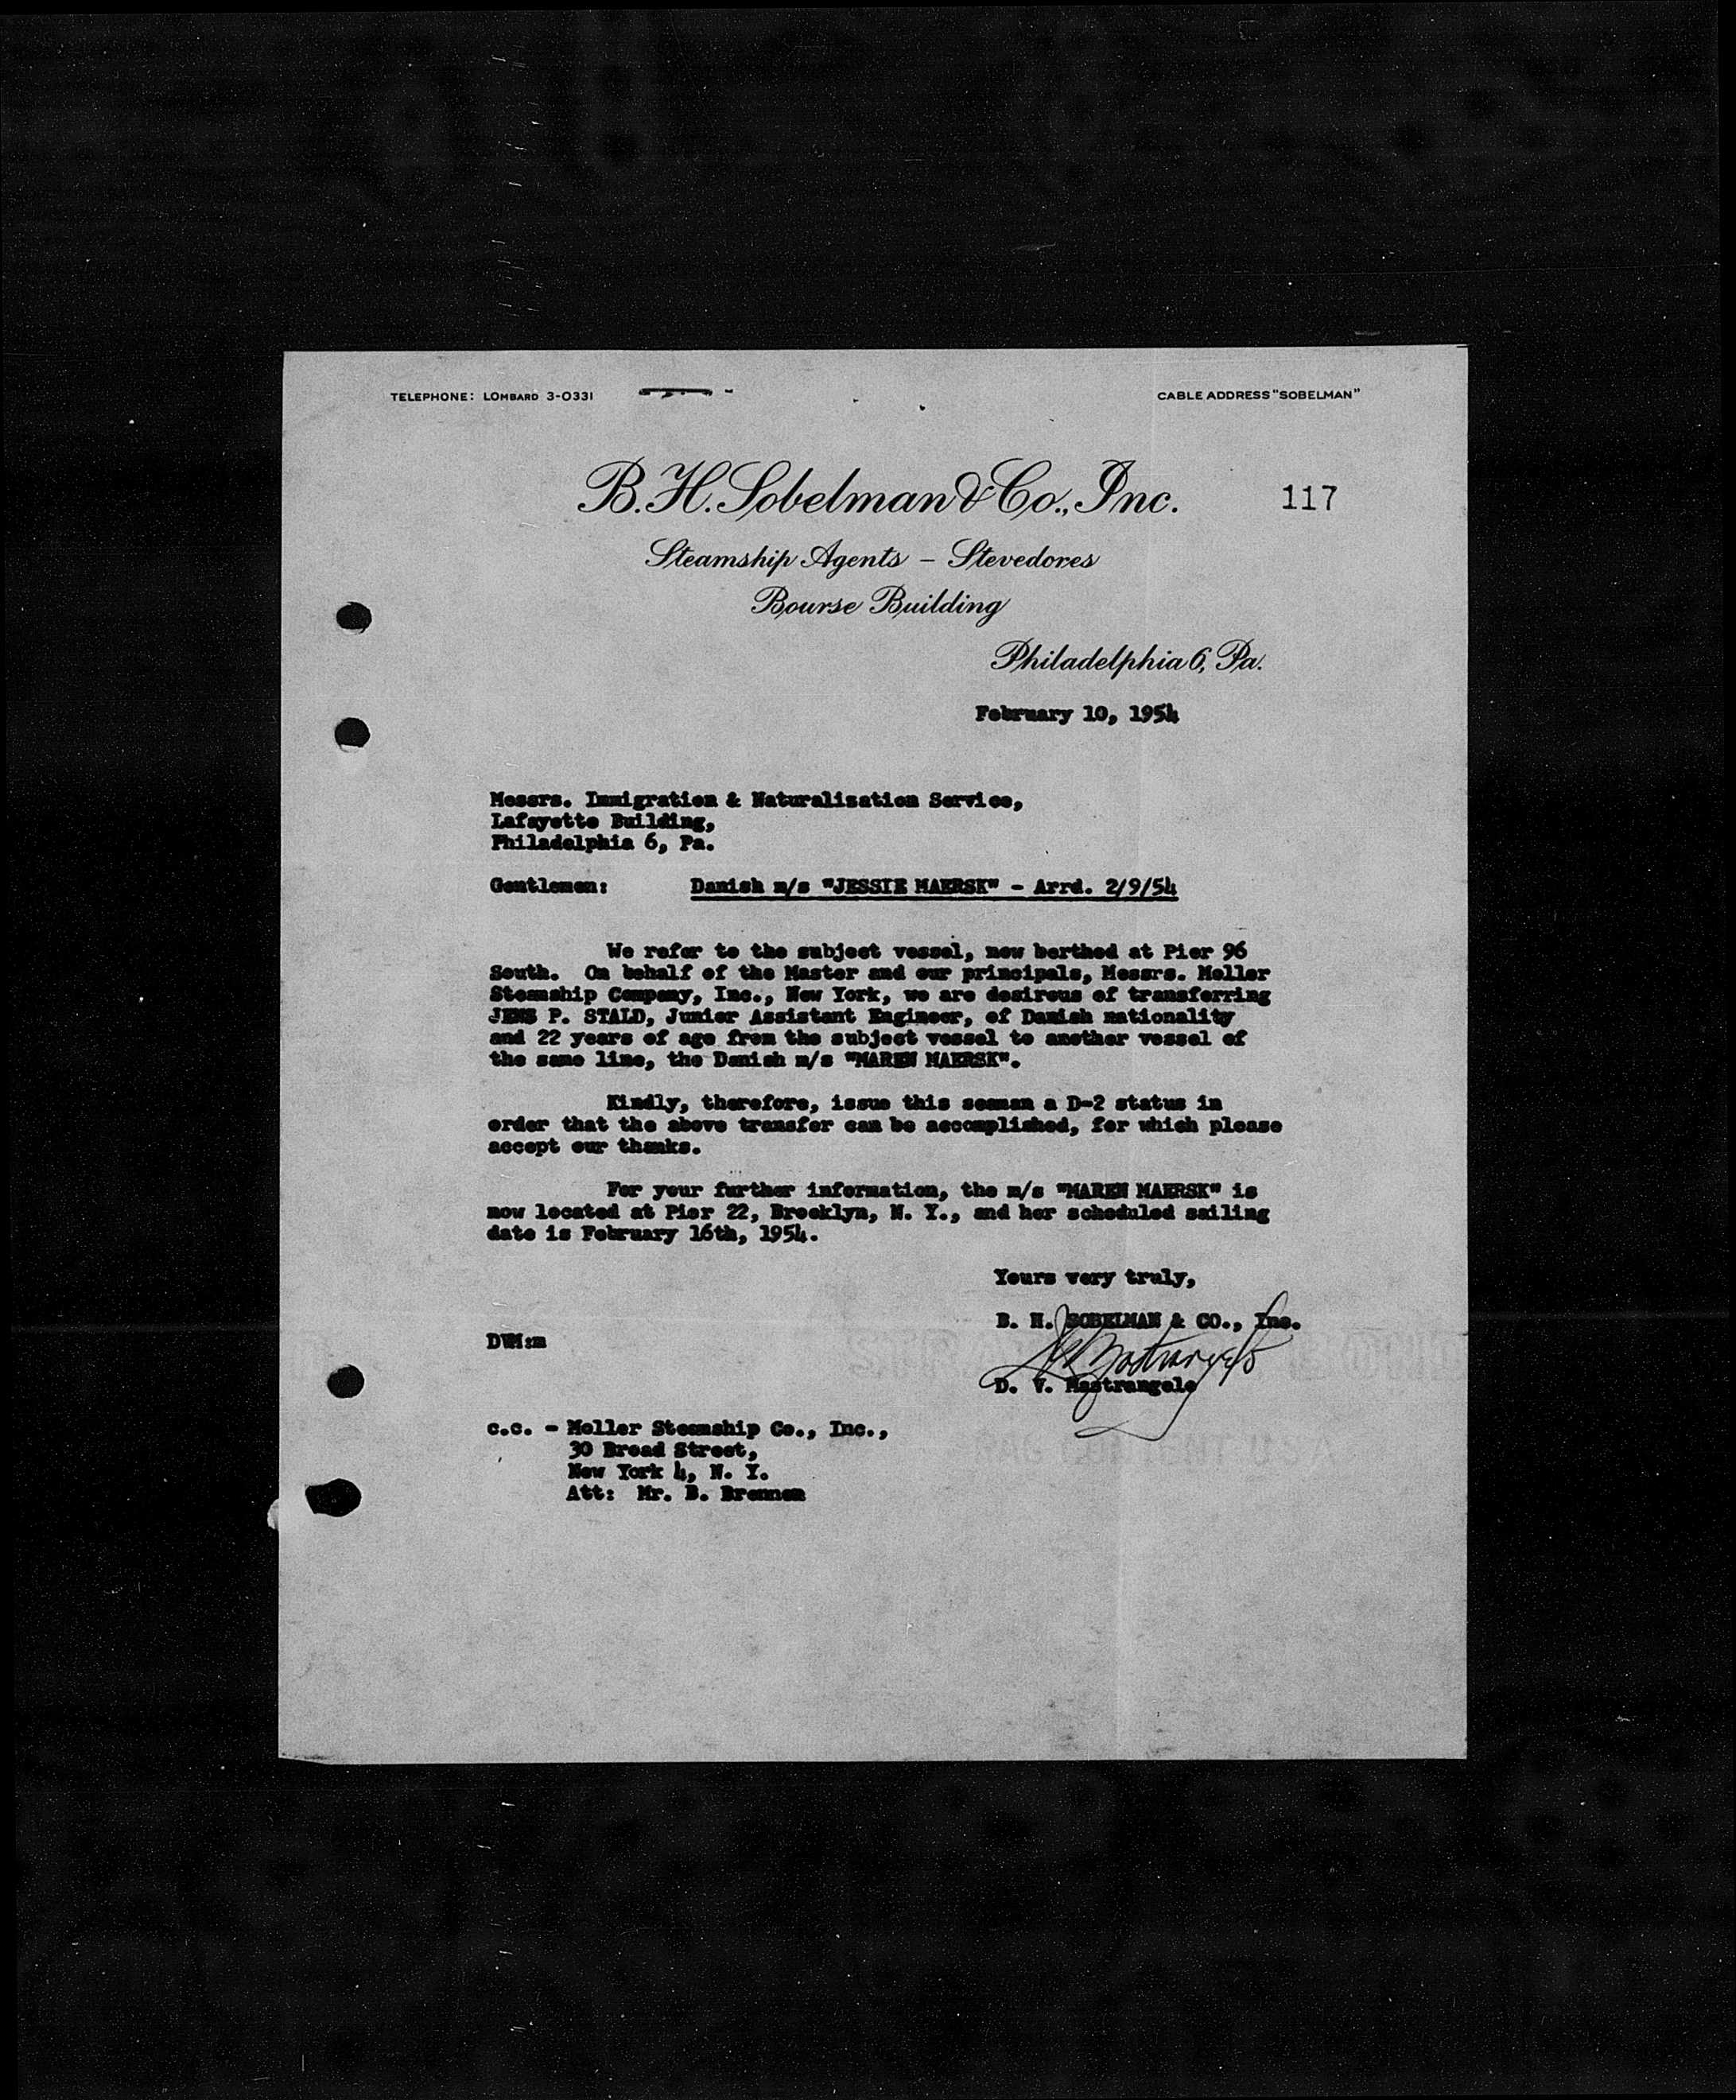 TELEPHONE: LOMBARD 3-0331
CABLE ADDRESS "SOBELMAN"
B. H. Sobelman & Co., Inc.
117
Steamship Agents – Stevedores
Bourse Building
Philadelphia 6, Pa.
February 10, 1954
Messrs. Immigration & Naturalization Service,
Lafayette Building,
Philadelphia 6, Pa.
Gentlemen: Danish m/s "JESSIE MAERSK" - Arrd. 2/9/54
We refer to the subject vessel, now berthed at Pier 96
South. On behalf of the Master and our principals, Messrs. Moller
Steamship Company, Inc., New York, we are desirous of transferring
JENS P. STALD, Junior Assistant Engineer, of Danish nationality
and 22 years of age from the subject vessel to another vessel of
the same line, the Danish m/s "MAREN MAERSK".
Kindly, therefore, issue this seaman a D-2 status in
order that the above transfer can be accomplished, for which please
accept our thanks.
For your further information, the m/s "MAREN MAERSK" is
now located at Pier 22, Brooklyn, N. Y., and her scheduled sailing
date is February 16th, 1954.
Yours very truly,
B. H. SOBELMAN & CO., Inc.
DVM:m
D. V. Mastrangelo
c.c. - Moller Steamship Co., Inc.,
30 Broad Street,
New York 4, N. Y.
Att: Mr. B. Brennan